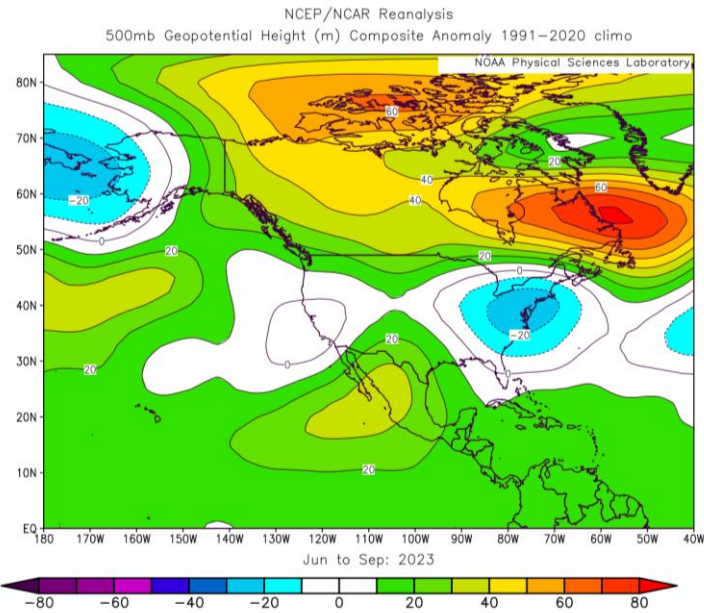 NCEP/NCAR Reanalysis
500mb Geopotential Height (m) Composite Anomaly 1991-2020 climo
NOAA Physical Sciences Laboratory
80N
60
70N
20
40
60N
-20
40
60
0
50N
20
20
0
40N
-20
20
30N
20
0
0
20N
20
10N
EQ
180 170W 160W 150W 140W 130W 120W 110W 100W 90W 80W 70W 60W 50W 40W
Jun to Sep: 2023
-80 -60 -40 -20 0 20 40 60 80